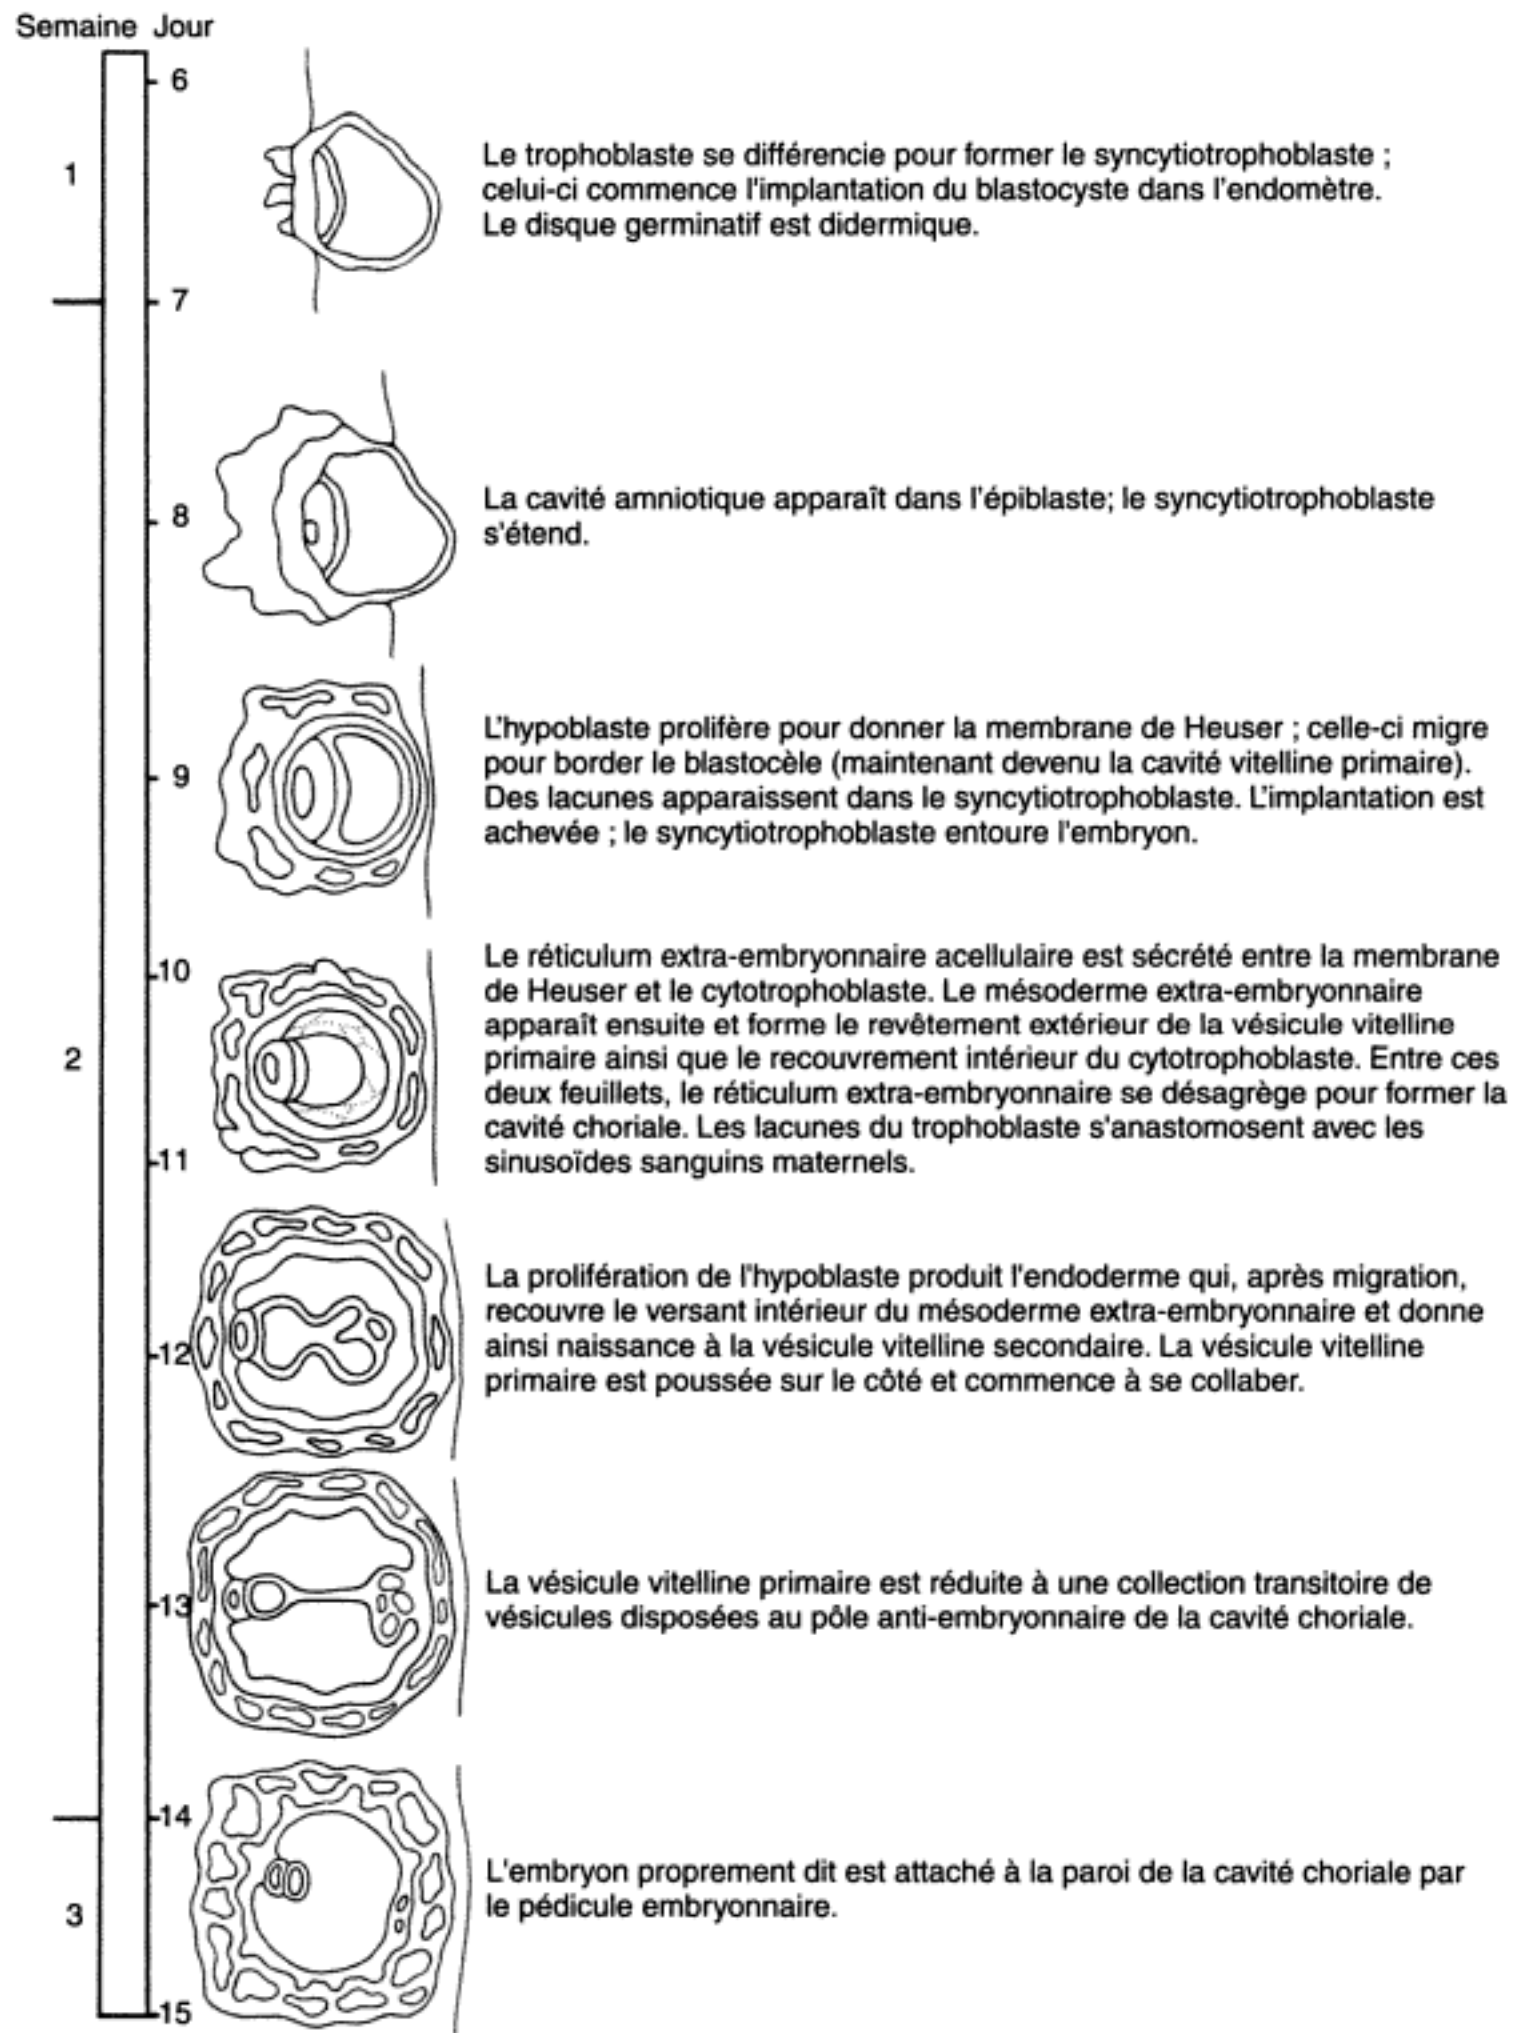 Semaine Jour
6
1
Le trophoblaste se différencie pour former le syncytiotrophoblaste ;
celui-ci commence l'implantation du blastocyste dans l'endomètre.
Le disque germinatif est didermique.
7
8
La cavité amniotique apparaît dans l'épiblaste; le syncytiotrophoblaste
s'étend.
9
L'hypoblaste prolifère pour donner la membrane de Heuser ; celle-ci migre
pour border le blastocèle (maintenant devenu la cavité vitelline primaire).
Des lacunes apparaissent dans le syncytiotrophoblaste. L'implantation est
achevée ; le syncytiotrophoblaste entoure l'embryon.
10
2
Le réticulum extra-embryonnaire acellulaire est sécrété entre la membrane
de Heuser et le cytotrophoblaste. Le mésoderme extra-embryonnaire
apparaît ensuite et forme le revêtement extérieur de la vésicule vitelline
primaire ainsi que le recouvrement intérieur du cytotrophoblaste. Entre ces
deux feuillets, le réticulum extra-embryonnaire se désagrège pour former la
cavité choriale. Les lacunes du trophoblaste s'anastomosent avec les
sinusoïdes sanguins maternels.
11
12
La prolifération de l'hypoblaste produit l'endoderme qui, après migration,
recouvre le versant intérieur du mésoderme extra-embryonnaire et donne
ainsi naissance à la vésicule vitelline secondaire. La vésicule vitelline
primaire est poussée sur le côté et commence à se collaber.
13
La vésicule vitelline primaire est réduite à une collection transitoire de
vésicules disposées au pôle anti-embryonnaire de la cavité choriale.
14
3
L'embryon proprement dit est attaché à la paroi de la cavité choriale par
le pédicule embryonnaire.
15